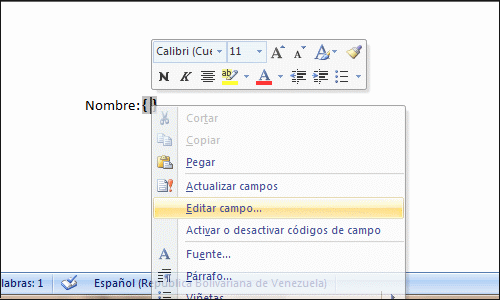 Calibri (Cue 11
Nombre: { }
Cortar
Copiar
Pegar
Actualizar campos
Editar campo...
Activar o desactivar códigos de campo
Fuente...
Párrafo...
Viñetas
labras: 1 Español (República Bolivariana de Venezuela)